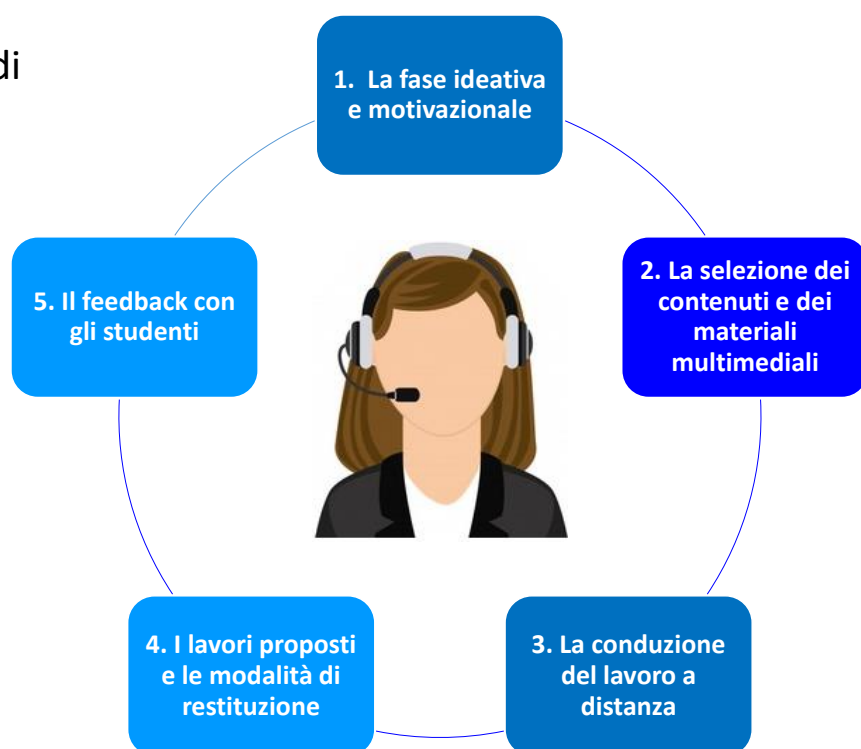 di
1. La fase ideativa
e motivazionale
2. La selezione dei
contenuti e dei
materiali
multimediali
3. La conduzione
del lavoro a
distanza
4. I lavori proposti
e le modalità di
restituzione
5. Il feedback con
gli studenti